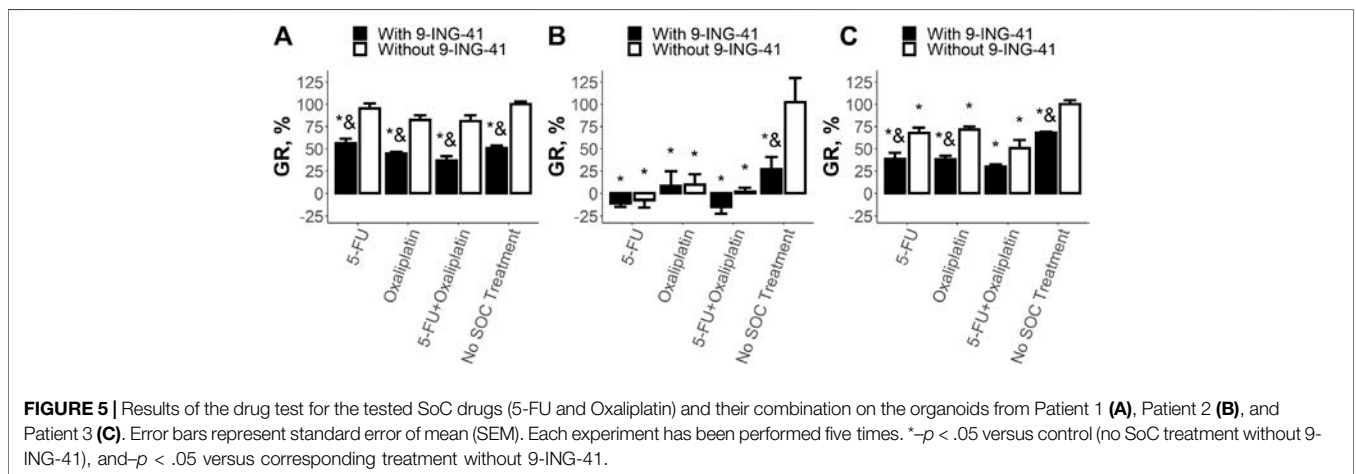 A
With 9-ING-41
Without 9-ING-41
GR, %
125
100
75
50
25
0
-25
*&
*&
*&
*&
5-FU
Oxaliplatin
5-FU+Oxaliplatin
No SOC Treatment
B
With 9-ING-41
Without 9-ING-41
GR, %
125
100
75
50
25
0
-25
* *
* *
* *
*&
5-FU
Oxaliplatin
5-FU+Oxaliplatin
No SOC Treatment
C
With 9-ING-41
Without 9-ING-41
GR, %
125
100
75
50
25
0
-25
*& *
*& *
* *
*&
5-FU
Oxaliplatin
5-FU+Oxaliplatin
No SOC Treatment
FIGURE 5 | Results of the drug test for the tested SoC drugs (5-FU and Oxaliplatin) and their combination on the organoids from Patient 1 (A), Patient 2 (B), and
Patient 3 (C). Error bars represent standard error of mean (SEM). Each experiment has been performed five times. *–p < .05 versus control (no SoC treatment without 9-
ING-41), and–p < .05 versus corresponding treatment without 9-ING-41.